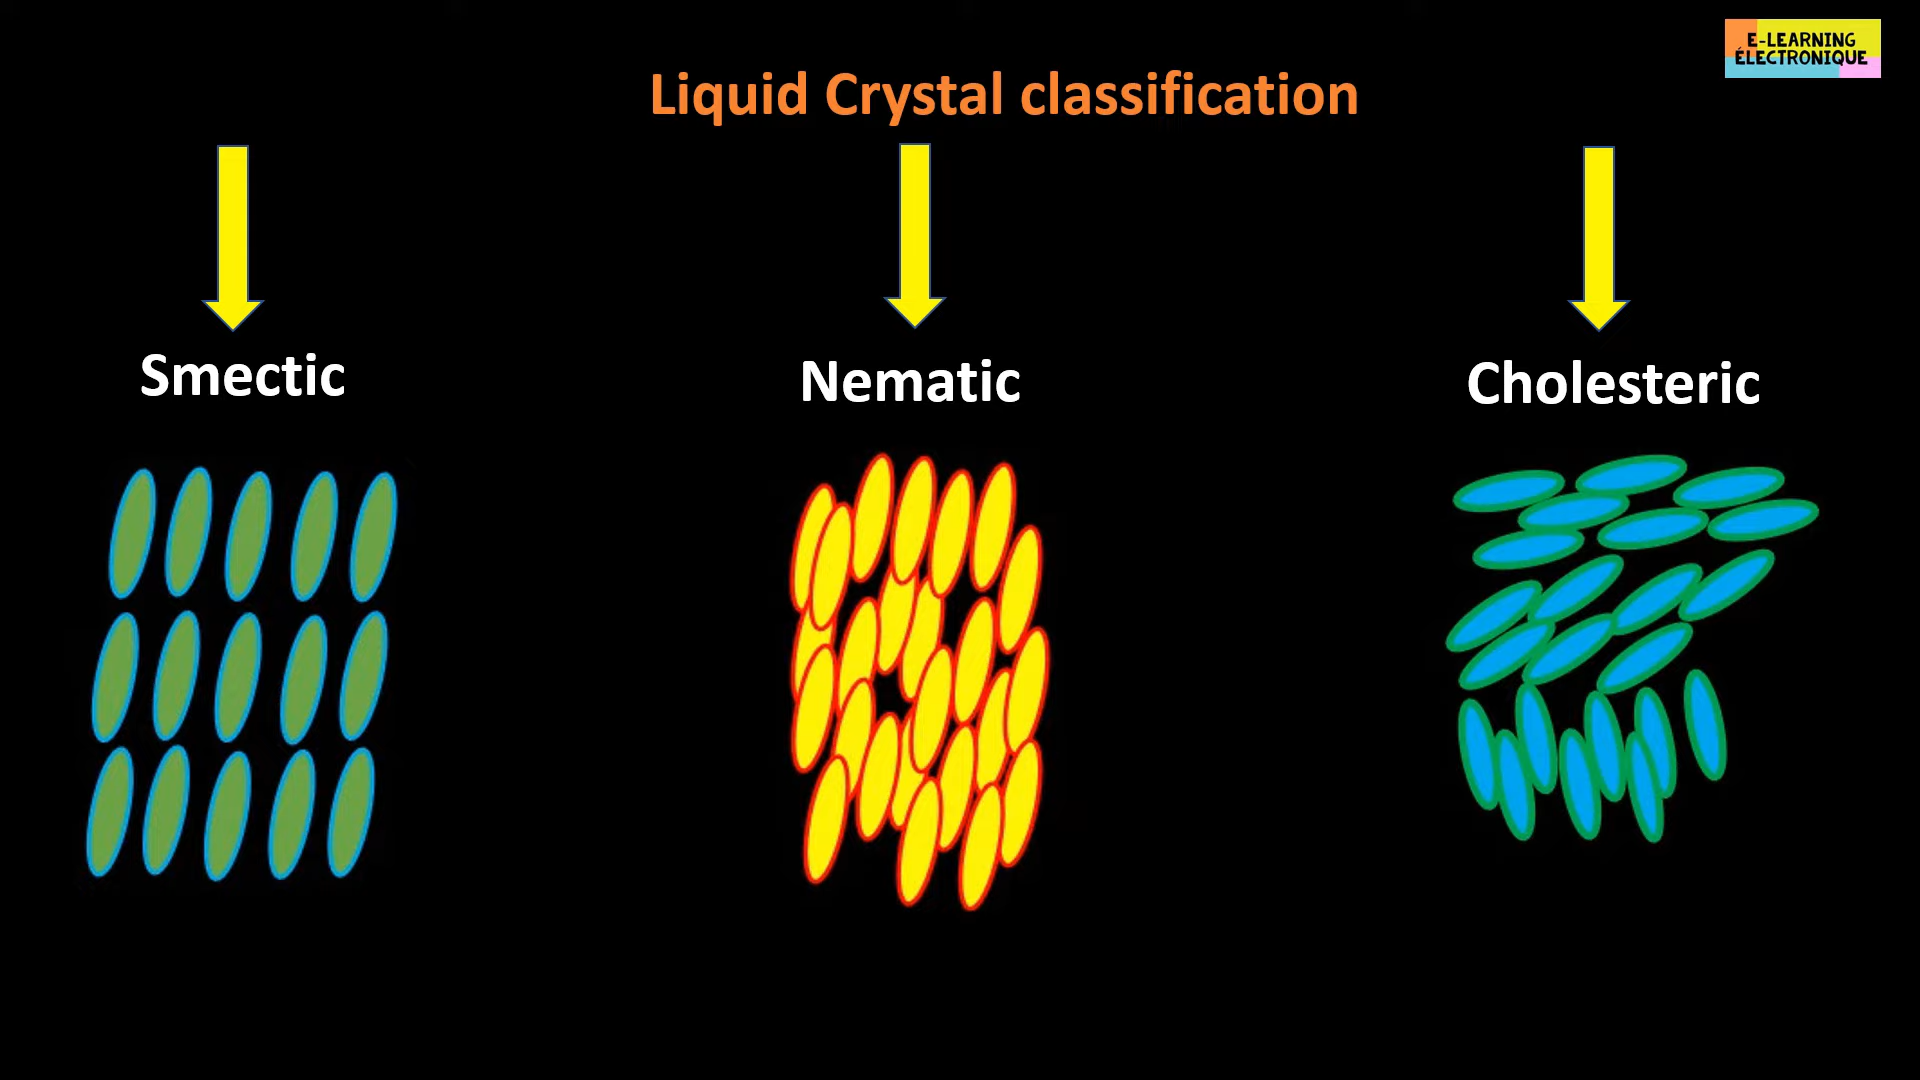 E-LEARNING
ÉLECTRONIQUE
Liquid Crystal classification
Smectic
Nematic
Cholesteric